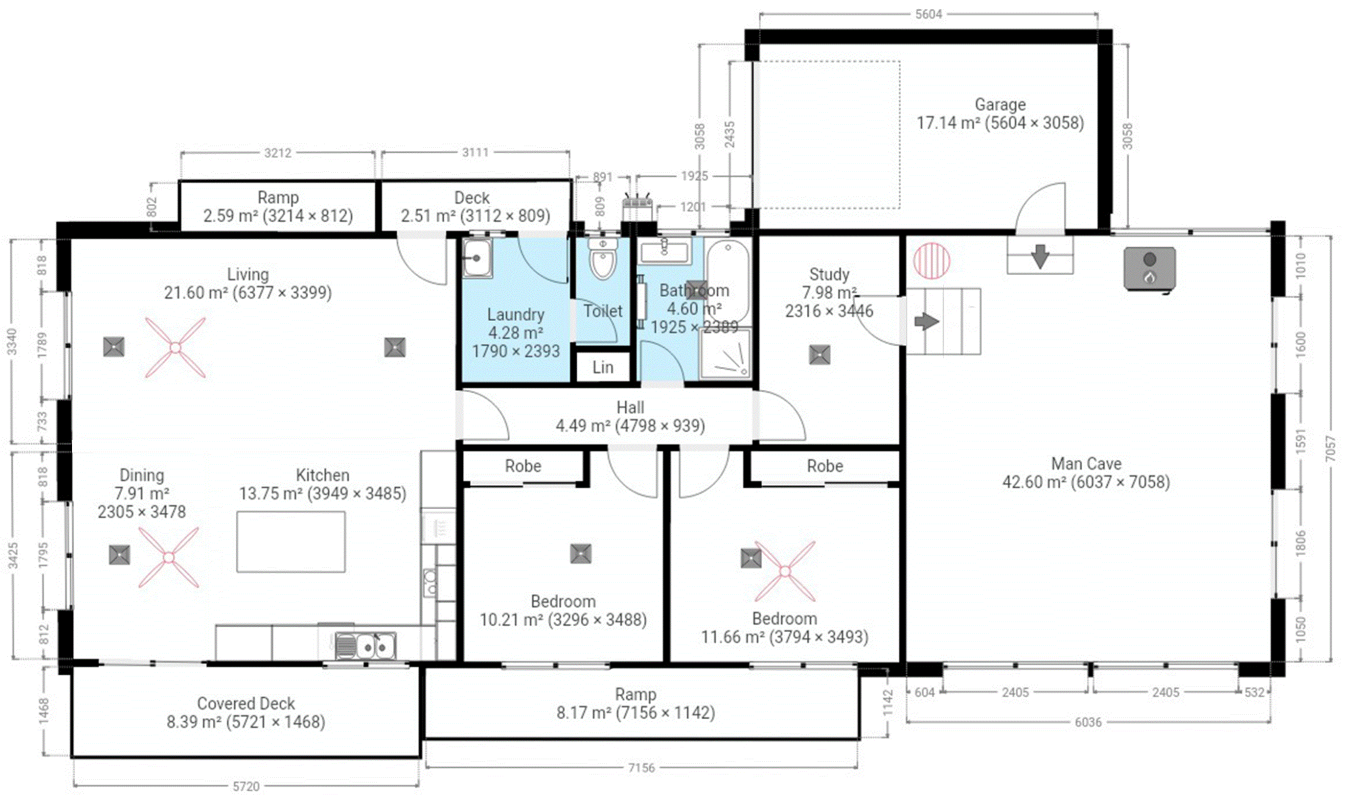 5604
Garage
17.14 m² (5604 × 3058)
3058
2435
3058
3212
3111
891
1925
802
Ramp
2.59 m² (3214 × 812)
Deck
2.51 m² (3112 × 809)
809
1201
818
Living
21.60 m² (6377 × 3399)
3340
1789
733
Laundry
4.28 m²
1790 × 2393
Toilet
Lin
Bathroom
4.60 m²
1925 × 2389
Study
7.98 m²
2316 × 3446
1010
1600
1591
7057
Hall
4.49 m² (4798 × 939)
818
Dining
7.91 m²
2305 × 3478
Kitchen
13.75 m² (3949 × 3485)
Robe
Robe
Man Cave
42.60 m² (6037 × 7058)
3425
1795
812
Bedroom
10.21 m² (3296 × 3488)
Bedroom
11.66 m² (3794 × 3493)
1806
1050
1468
Covered Deck
8.39 m² (5721 × 1468)
Ramp
8.17 m² (7156 × 1142)
1142
604
2405
2405
532
6036
7156
5720